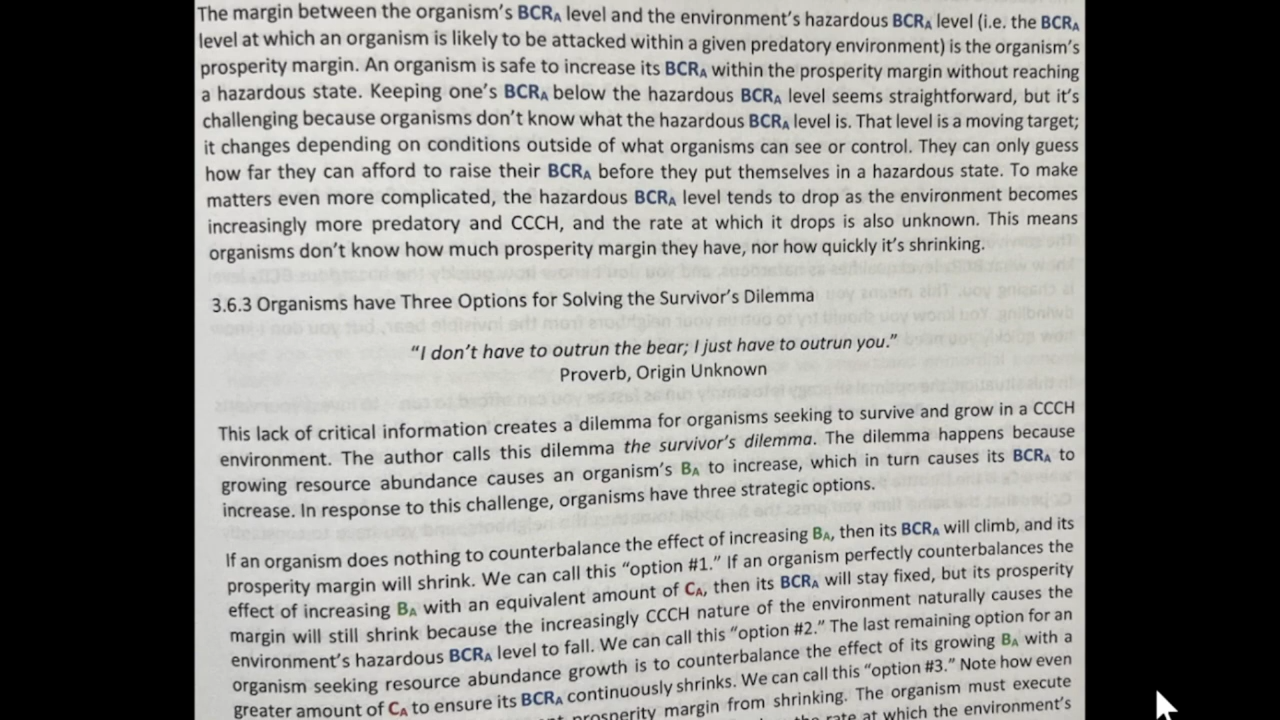 The margin between the organism's BCRA level and the environment's hazardous BCRA level (i.e. the BCRA
level at which an organism is likely to be attacked within a given predatory environment) is the organism's
prosperity margin. An organism is safe to increase its BCRA within the prosperity margin without reaching
a hazardous state. Keeping one's BCRA below the hazardous BCRA level seems straightforward, but it's
challenging because organisms don't know what the hazardous BCRA level is. That level is a moving target;
it changes depending on conditions outside of what organisms can see or control. They can only guess
how far they can afford to raise their BCRA before they put themselves in a hazardous state. To make
matters even more complicated, the hazardous BCRA level tends to drop as the environment becomes
increasingly more predatory and CCCH, and the rate at which it drops is also unknown. This means
organisms don't know how much prosperity margin they have, nor how quickly it's shrinking.
3.6.3 Organisms have Three Options for Solving the Survivor's Dilemma
"I don't have to outrun the bear; I just have to outrun you."
Proverb, Origin Unknown
This lack of critical information creates a dilemma for organisms seeking to survive and grow in a CCCH
environment. The author calls this dilemma the survivor's dilemma. The dilemma happens because
growing resource abundance causes an organism's BA to increase, which in turn causes its BCRA to
increase. In response to this challenge, organisms have three strategic options.
If an organism does nothing to counterbalance the effect of increasing BA, then its BCRA will climb, and its
prosperity margin will shrink. We can call this "option #1." If an organism perfectly counterbalances the
effect of increasing BA with an equivalent amount of CA, then its BCRA will stay fixed, but its prosperity
margin will still shrink because the increasingly CCCH nature of the environment naturally causes the
environment's hazardous BCRA level to fall. We can call this "option #2." The last remaining option for an
organism seeking resource abundance growth is to counterbalance the effect of its growing BA with a
greater amount of CA to ensure its BCRA continuously shrinks. We can call this "option #3." Note how even
prosperity margin from shrinking. The organism must execute
rate at which the environment's